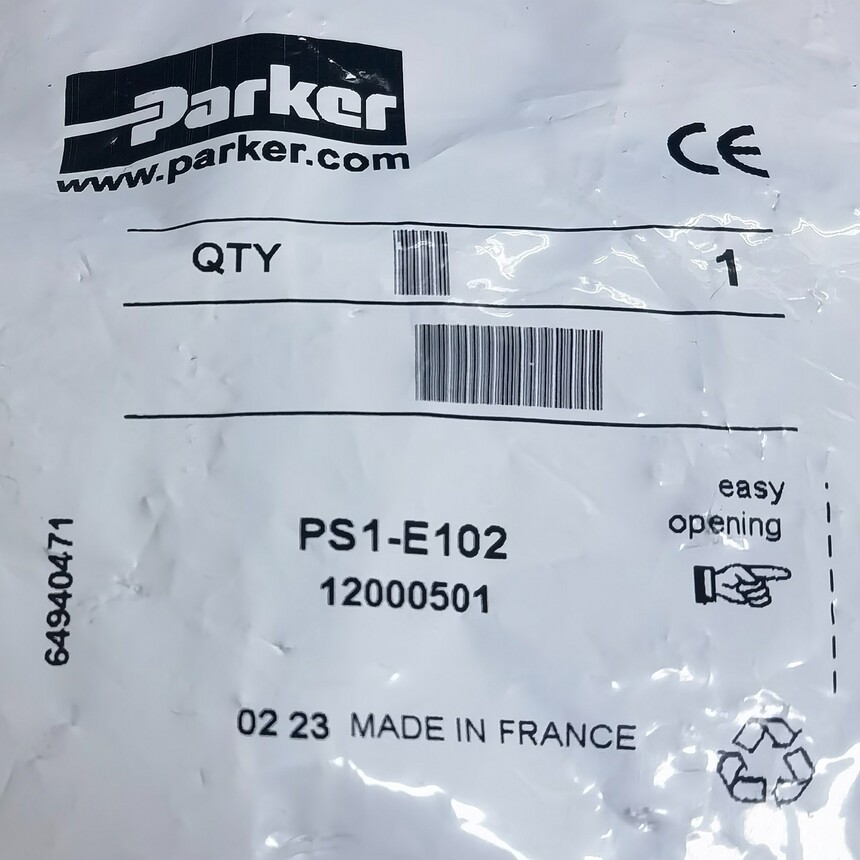 Parker
www.parker.com
CE
QTY 1
easy
opening
PS1-E102
12000501
64940471
02 23 MADE IN FRANCE